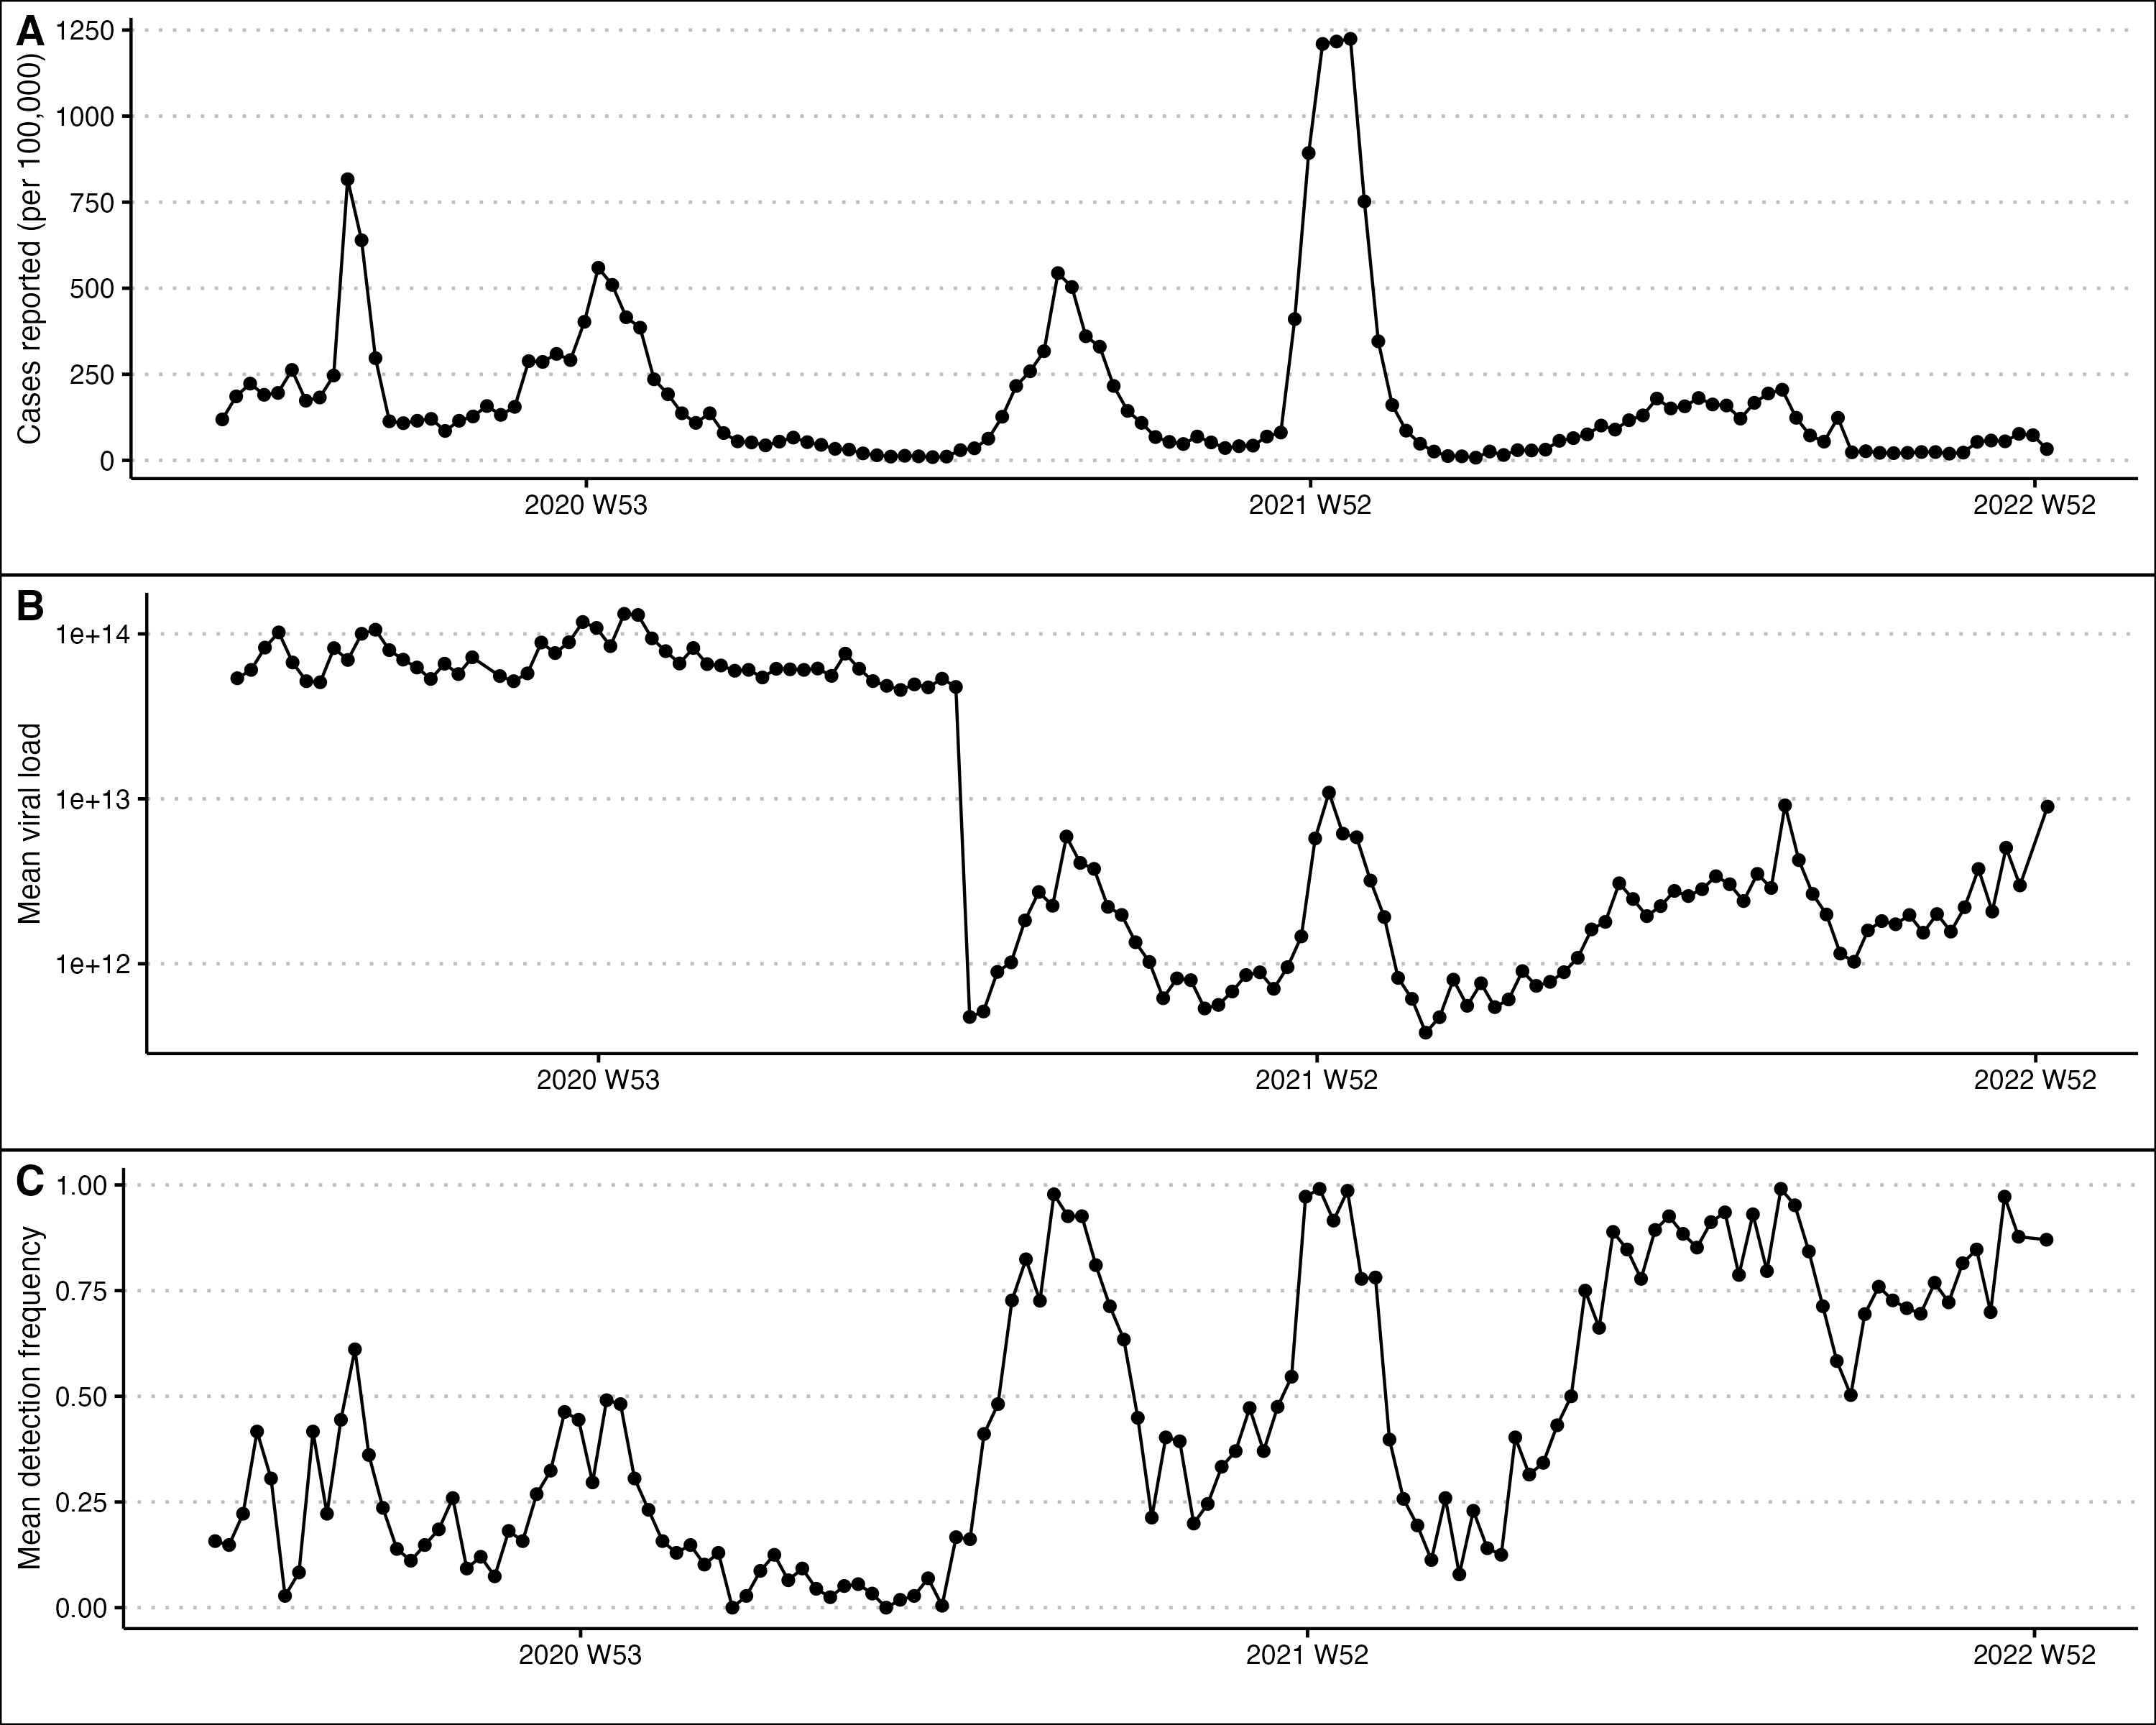 A
Cases reported (per 100,000)
1250
1000
750
500
250
0
2020 W53
2021 W52
2022 W52
B
Mean viral load
1e+14
1e+13
1e+12
2020 W53
2021 W52
2022 W52
C
Mean detection frequency
1.00
0.75
0.50
0.25
0.00
2020 W53
2021 W52
2022 W52